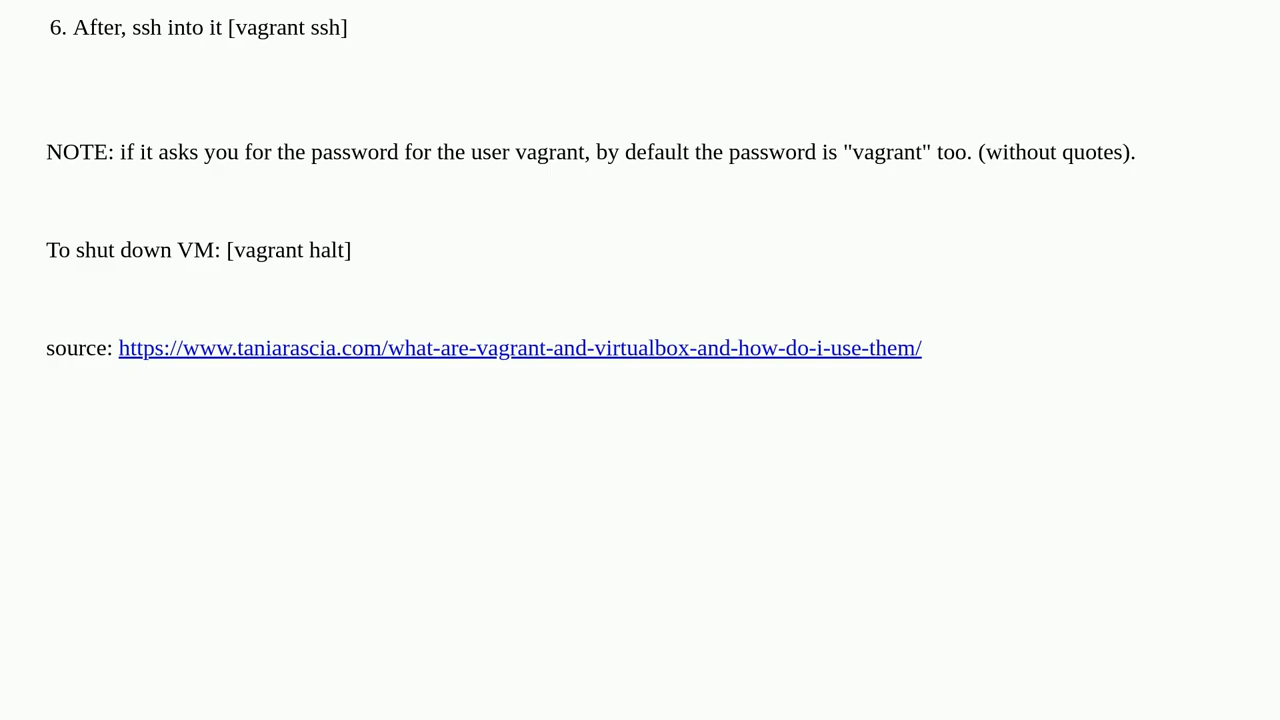 6. After, ssh into it [vagrant ssh]
NOTE: if it asks you for the password for the user vagrant, by default the password is "vagrant" too. (without quotes).
To shut down VM: [vagrant halt]
source: https://www.taniarascia.com/what-are-vagrant-and-virtualbox-and-how-do-i-use-them/